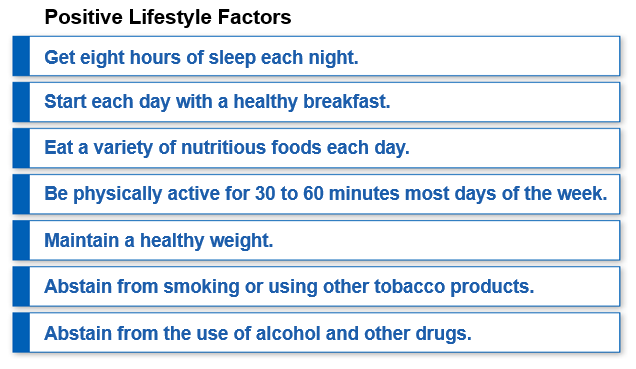 Positive Lifestyle Factors
Get eight hours of sleep each night.
Start each day with a healthy breakfast.
Eat a variety of nutritious foods each day.
Be physically active for 30 to 60 minutes most days of the week.
Maintain a healthy weight.
Abstain from smoking or using other tobacco products.
Abstain from the use of alcohol and other drugs.